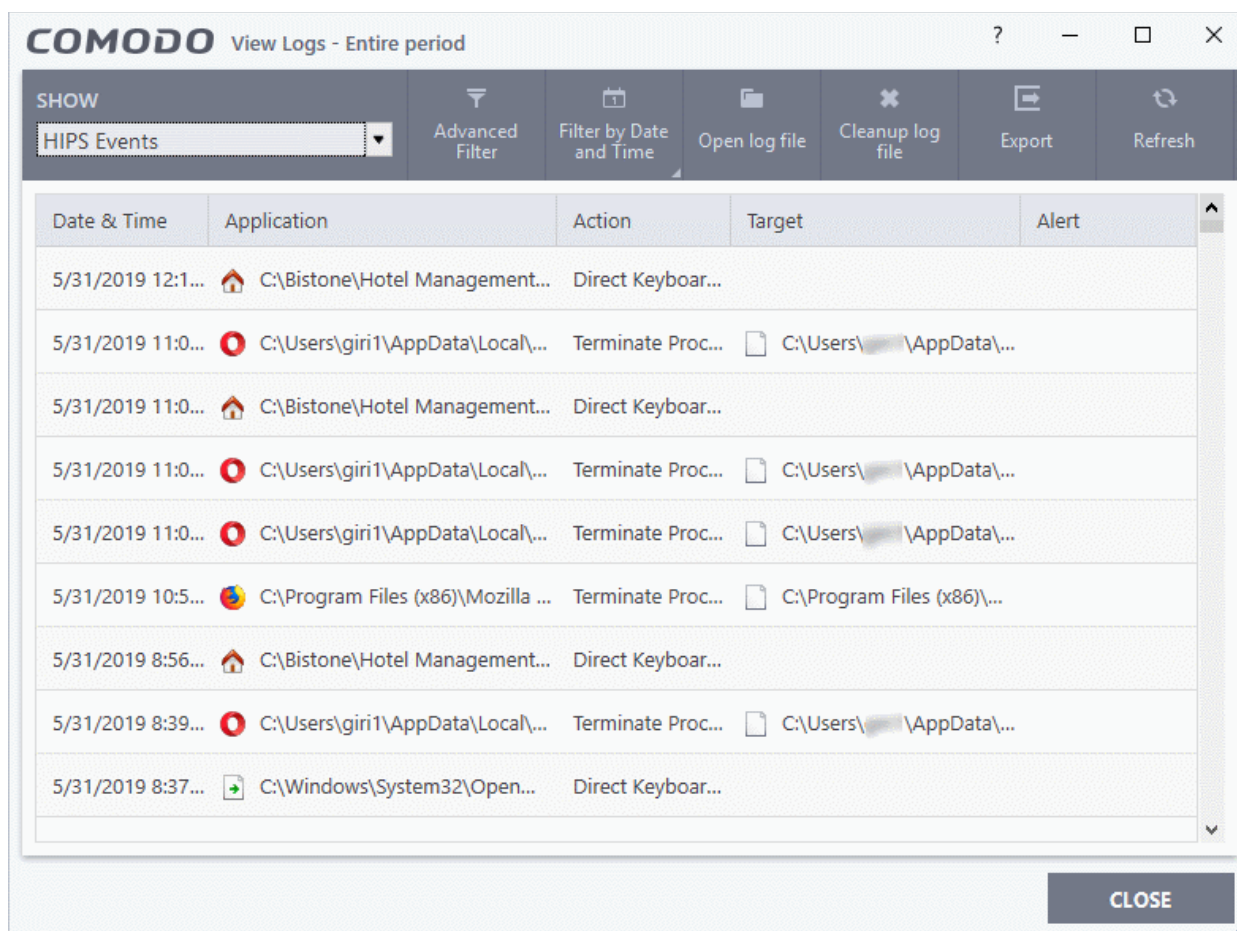 COMODO View Logs - Entire period ?
SHOW
HIPS Events
Advanced Filter
Filter by Date and Time
Open log file
Cleanup log file
Export
Refresh
Date & Time Application Action Target Alert
5/31/2019 12:1... C:\Bistone\Hotel Management... Direct Keyboar...
5/31/2019 11:0... C:\Users\giri1\AppData\Local\... Terminate Proc... C:\Users\ \AppData\...
5/31/2019 11:0... C:\Bistone\Hotel Management... Direct Keyboar...
5/31/2019 11:0... C:\Users\giri1\AppData\Local\... Terminate Proc... C:\Users\ \AppData\...
5/31/2019 11:0... C:\Users\giri1\AppData\Local\... Terminate Proc... C:\Users\ \AppData\...
5/31/2019 10:5... C:\Program Files (x86)\Mozilla ... Terminate Proc... C:\Program Files (x86)\...
5/31/2019 8:56... C:\Bistone\Hotel Management... Direct Keyboar...
5/31/2019 8:39... C:\Users\giri1\AppData\Local\... Terminate Proc... C:\Users\ \AppData\...
5/31/2019 8:37... C:\Windows\System32\Open... Direct Keyboar...
CLOSE